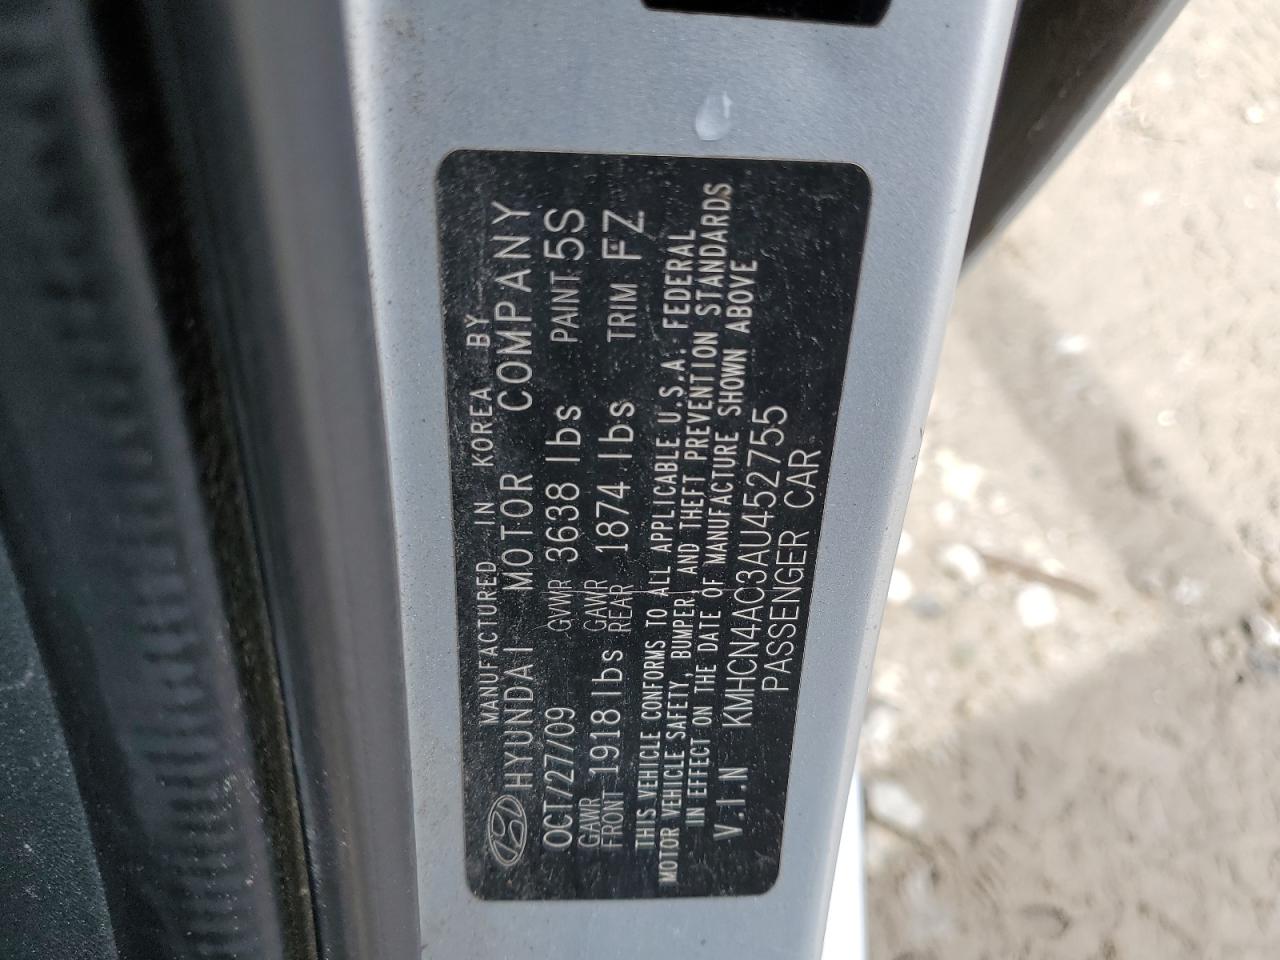 MANUFACTURED IN KOREA BY
HYUNDAI MOTOR COMPANY
OCT/27/09 GVWR 3638 lbs PAINT 5S
GAWR FRONT 1918 lbs GAWR REAR 1874 lbs TRIM FZ
THIS VEHICLE CONFORMS TO ALL APPLICABLE U.S.A. FEDERAL
MOTOR VEHICLE SAFETY, BUMPER, AND THEFT PREVENTION STANDARDS
IN EFFECT ON THE DATE OF MANUFACTURE SHOWN ABOVE
V.I.N KMHCN4AC3AU452755
PASSENGER CAR